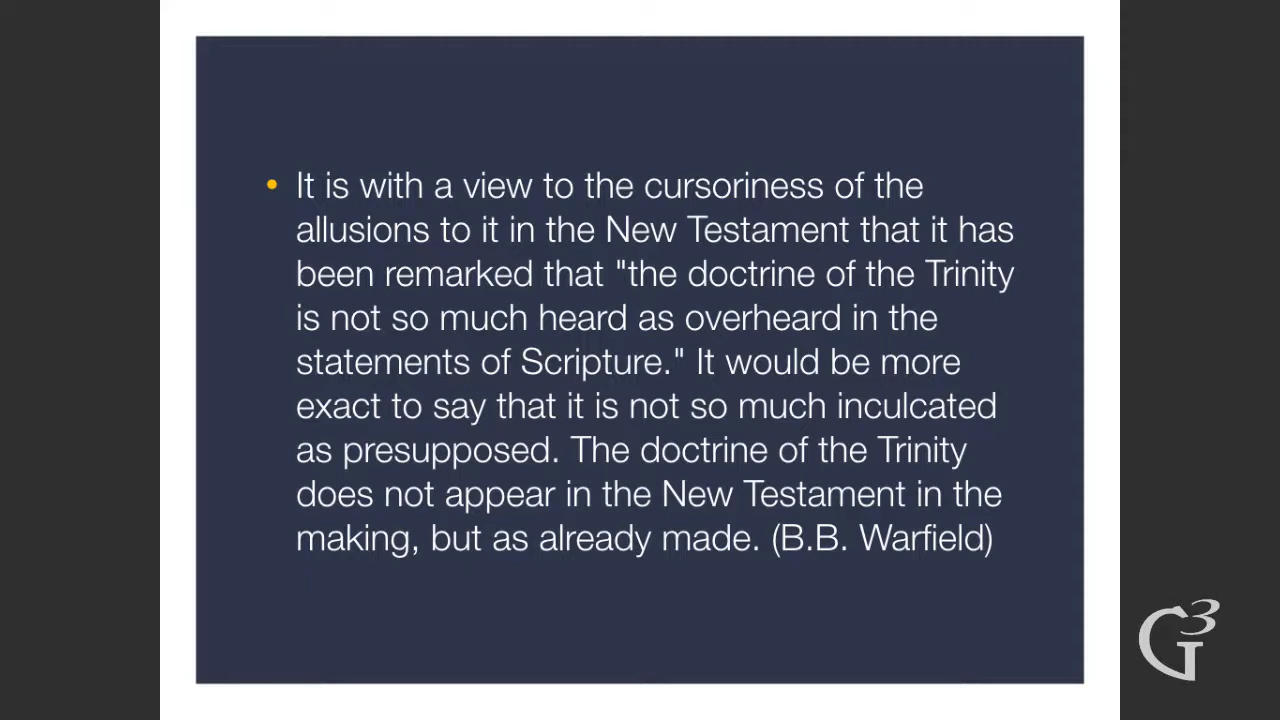 • It is with a view to the cursoriness of the
allusions to it in the New Testament that it has
been remarked that "the doctrine of the Trinity
is not so much heard as overheard in the
statements of Scripture." It would be more
exact to say that it is not so much inculcated
as presupposed. The doctrine of the Trinity
does not appear in the New Testament in the
making, but as already made. (B.B. Warfield)
G3